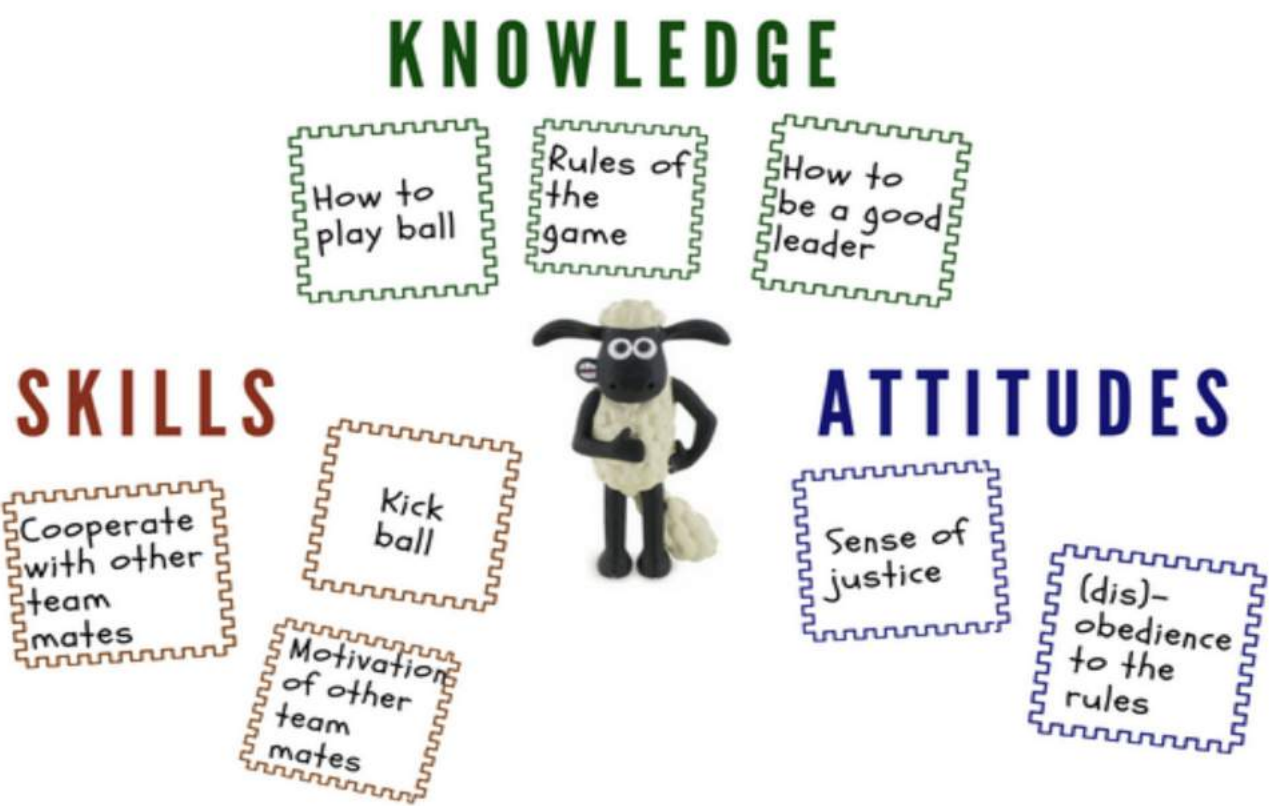 KNOWLEDGE
How to
play ball
Rules of
the
game
How to
be a good
leader
SKILLS
Cooperate
with other
team
mates
Kick
ball
Motivation
of other
team
mates
ATTITUDES
Sense of
justice
(dis)-
obedience
to the
rules